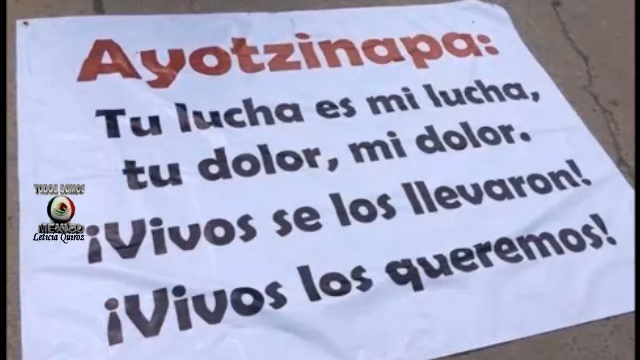 Ayotzinapa:
Tu lucha es mi lucha,
tu dolor, mi dolor.
¡Vivos se los llevaron!
¡Vivos los queremos!
TODOS SOMOS
MEXICO
Leticia Quiroz